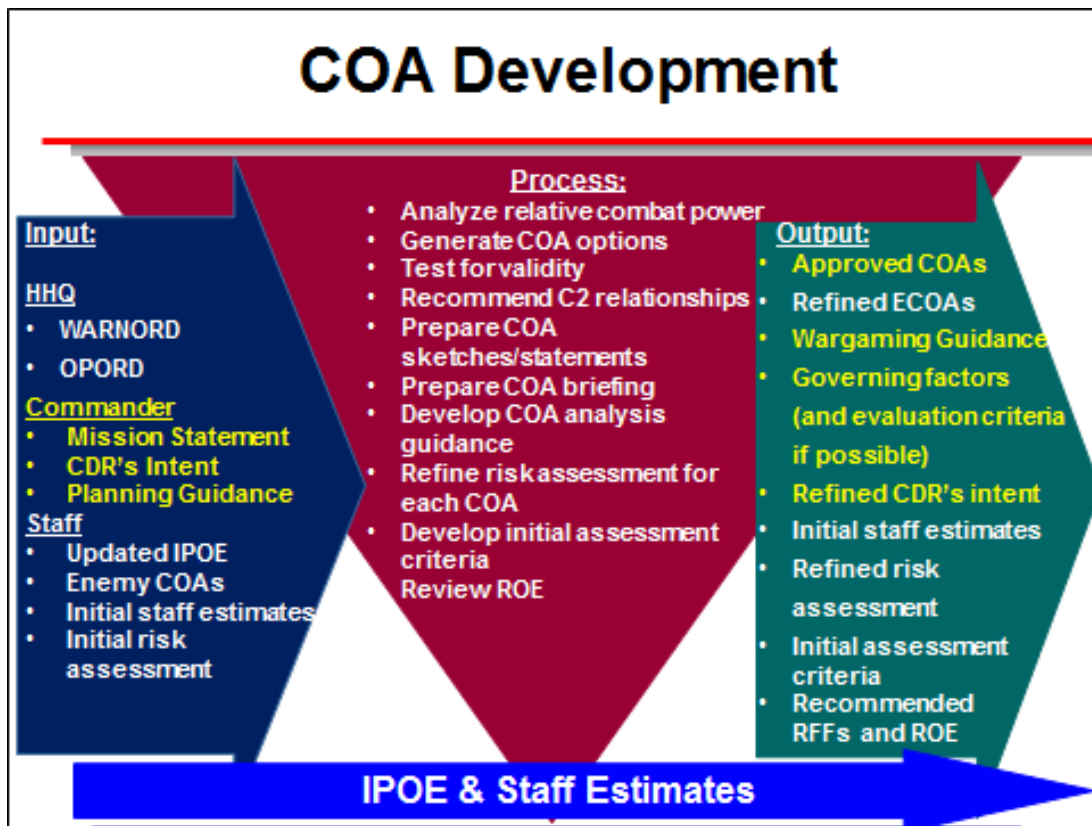 COA Development
Input:
HHQ
• WARNORD
• OPORD
Commander
• Mission Statement
• CDR's Intent
• Planning Guidance
Staff
• Updated IPOE
• Enemy COAs
• Initial staff estimates
• Initial risk
assessment
Process:
• Analyze relative combat power
• Generate COA options
• Test for validity
• Recommend C2 relationships
• Prepare COA
sketches/statements
• Prepare COA briefing
• Develop COA analysis
guidance
• Refine risk assessment for
each COA
• Develop initial assessment
criteria
Review ROE
Output:
• Approved COAs
• Refined ECOAs
• Wargaming Guidance
• Governing factors
(and evaluation criteria
if possible)
• Refined CDR's intent
• Initial staff estimates
• Refined risk
assessment
• Initial assessment
criteria
• Recommended
RFFs and ROE
IPOE & Staff Estimates